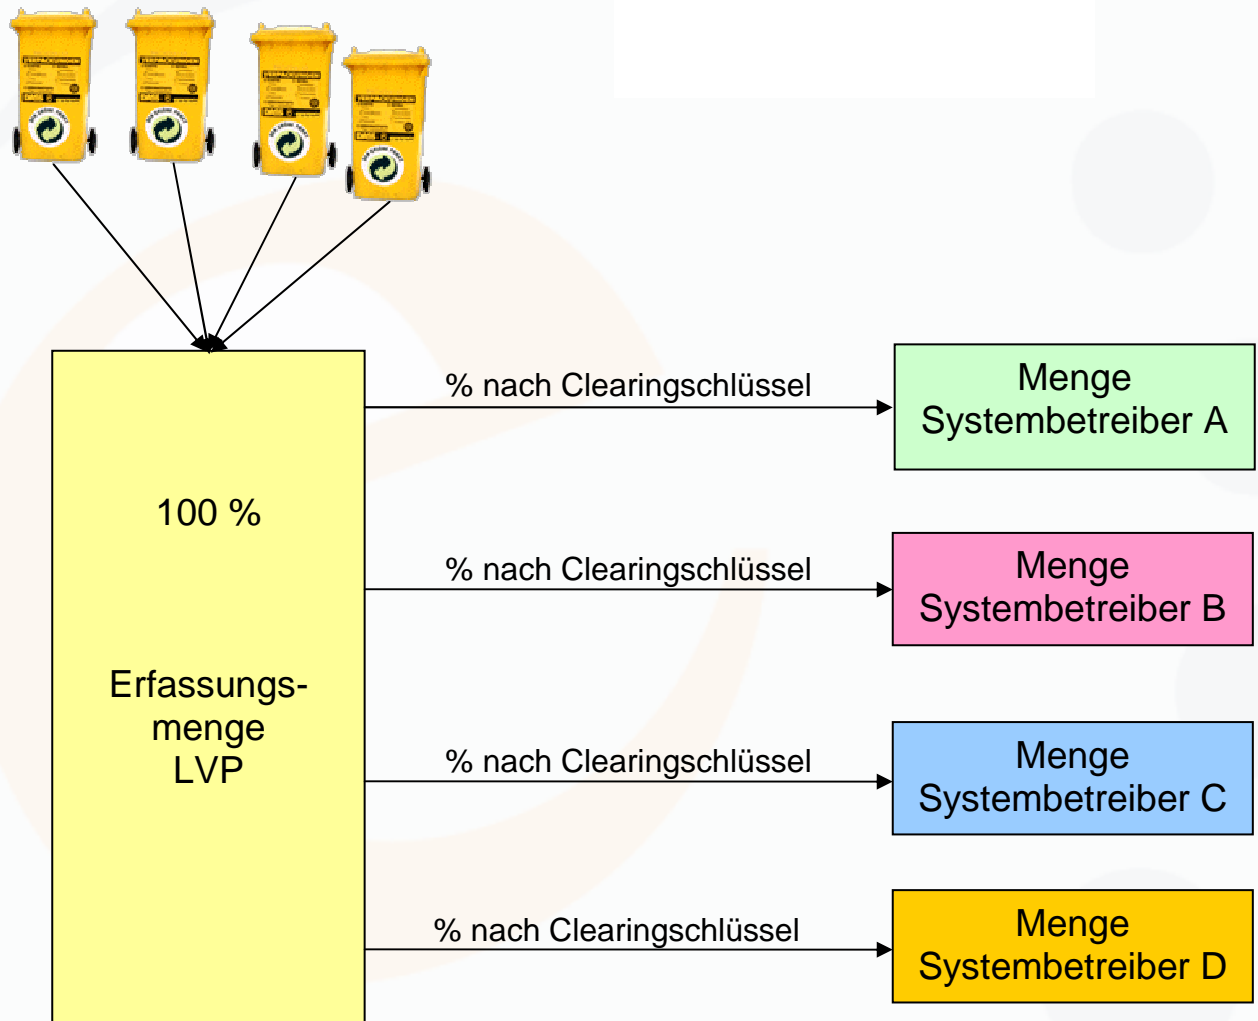 % nach Clearingschlüssel
Menge
Systembetreiber A
100 %
% nach Clearingschlüssel
Menge
Systembetreiber B
Erfassungs-
menge
LVP
% nach Clearingschlüssel
Menge
Systembetreiber C
% nach Clearingschlüssel
Menge
Systembetreiber D